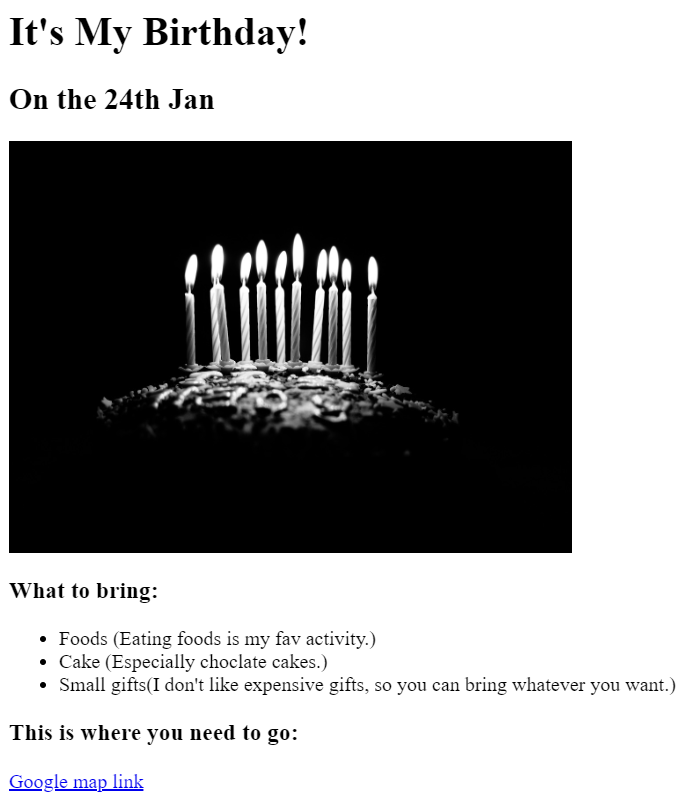 It's My Birthday!
On the 24th Jan
What to bring:
Foods (Eating foods is my fav activity.)
Cake (Especially choclate cakes.)
Small gifts(I don't like expensive gifts, so you can bring whatever you want.)
This is where you need to go:
Google map link